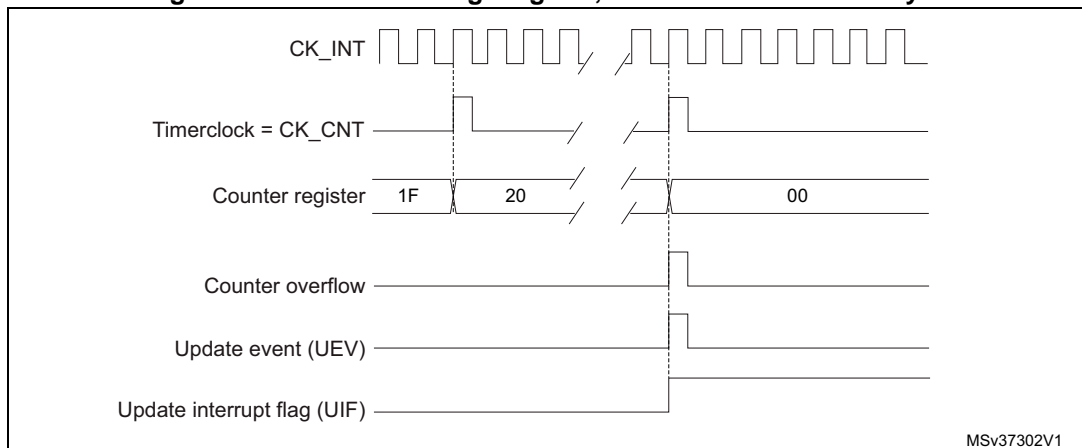 CK_INT
Timerclock = CK_CNT
Counter register
1F
20
00
Counter overflow
Update event (UEV)
Update interrupt flag (UIF)
MSv37302V1